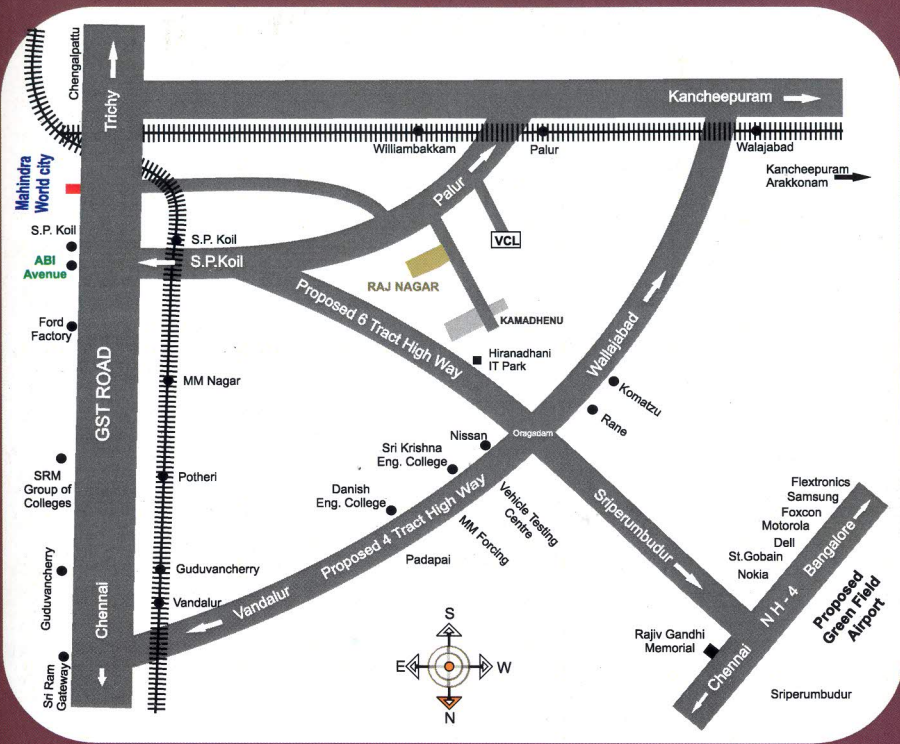 Chengalpattu
Trichy
Kancheepuram
Williambakkam
Palur
Walajabad
Kancheepuram
Arakkonam
Mahindra
World city
Palur
S.P. Koil
S.P. Koil
VCL
ABI
Avenue
S.P.Koil
RAJ NAGAR
Proposed 6 Tract High Way
KAMADHENU
Ford
Factory
Wallajabad
Hiranadhani
IT Park
GST ROAD
MM Nagar
Komatzu
Rane
Oragadam
Nissan
Sri Krishna
Eng. College
SRM
Group of
Colleges
Potheri
Danish
Eng. College
Proposed 4 Tract High Way
Vehicle Testing
Centre
MM Forcing
Padapai
Sriperumbudur
Flextronics
Samsung
Foxcon
Motorola
Dell
St.Gobain
Nokia
Bangalore
NH-4
Proposed
Green Field
Airport
Guduvanchery
Guduvancherry
Chennai
Vandalur
Vandalur
Rajiv Gandhi
Memorial
Chennai
Sri Ram
Gateway
S
E
W
N
Sriperumbudur